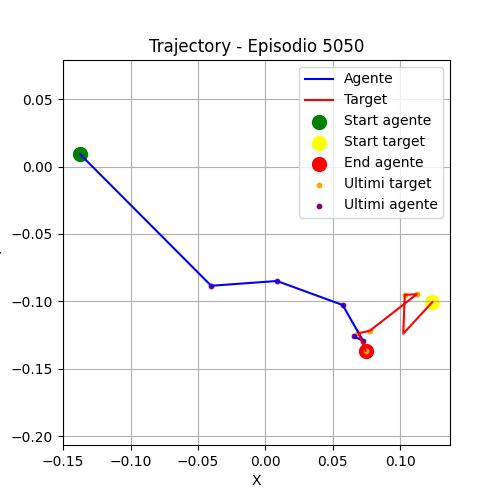 Trajectory - Episodio 5050
Agente
Target
Start agente
Start target
End agente
Ultimi target
Ultimi agente
0.05
0.00
−0.05
−0.10
−0.15
−0.20
−0.15
−0.10
−0.05
0.00
0.05
0.10
X